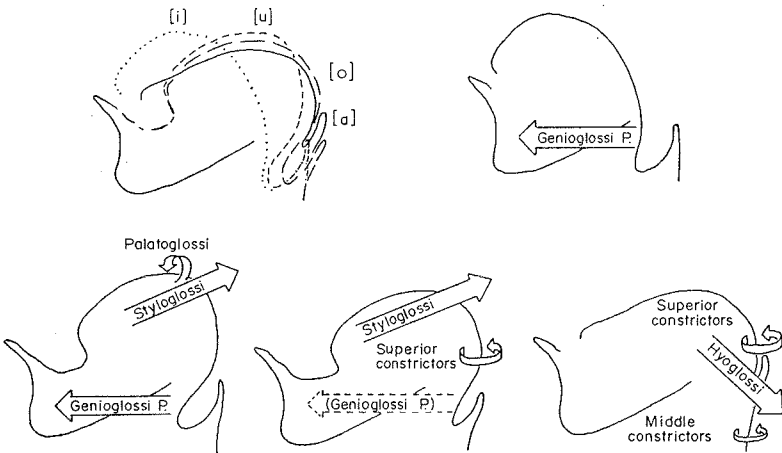 [i]
[u]
[o]
[a]
Genioglossi P.
Palatoglossi
Styloglossi
Genioglossi P.
Styloglossi
Superior
constrictors
(Genioglossi P.)
Superior
constrictors
Hyoglossi
Middle
constrictors